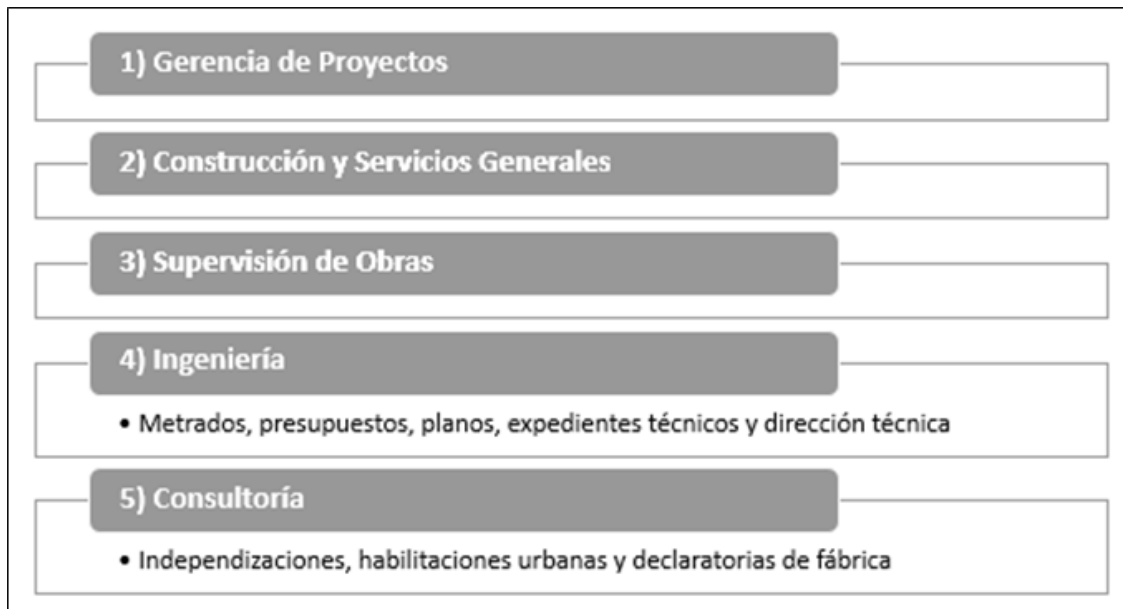 1) Gerencia de Proyectos
2) Construcción y Servicios Generales
3) Supervisión de Obras
4) Ingeniería
• Metrados, presupuestos, planos, expedientes técnicos y dirección técnica
5) Consultoría
• Independizaciones, habilitaciones urbanas y declaratorias de fábrica